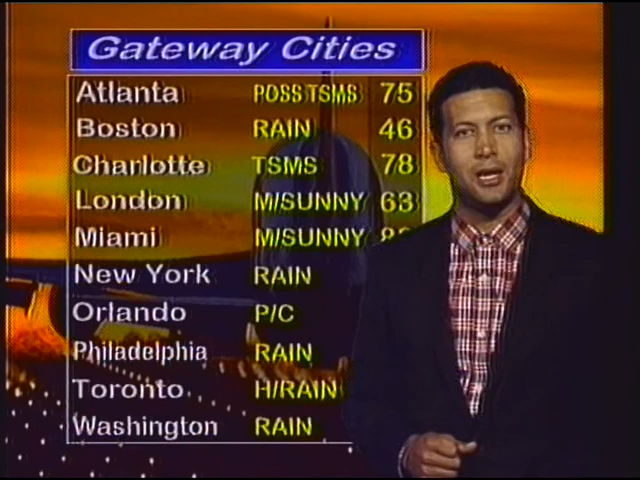 Gateway Cities
Atlanta POSS TSMS 75
Boston RAIN 46
Charlotte TSMS 78
London M/SUNNY 63
Miami M/SUNNY
New York RAIN
Orlando P/C
Philadelphia RAIN
Toronto H/RAIN
Washington RAIN